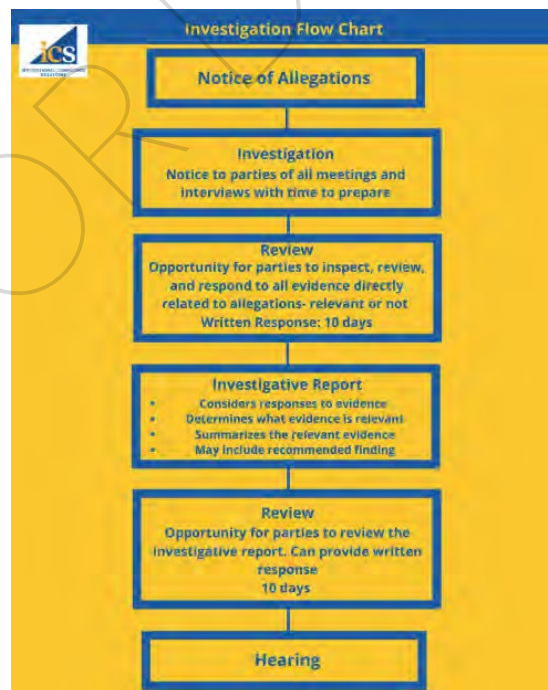 Investigation Flow Chart
ics
INSTITUTIONAL COMPLIANCE
SOLUTIONS
Notice of Allegations
Investigation
Notice to parties of all meetings and
interviews with time to prepare
Review
Opportunity for parties to inspect, review,
and respond to all evidence directly
related to allegations- relevant or not
Written Response: 10 days
Investigative Report
• Considers responses to evidence
• Determines what evidence is relevant
• Summarizes the relevant evidence
• May include recommended finding
Review
Opportunity for parties to review the
investigative report. Can provide written
response
10 days
Hearing